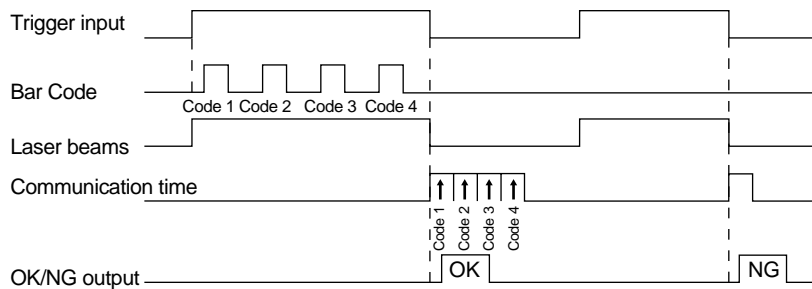 Trigger input
Bar Code
Code 1 Code 2 Code 3 Code 4
Laser beams
Communication time
Code 1
Code 2
Code 3
Code 4
OK/NG output
OK
NG